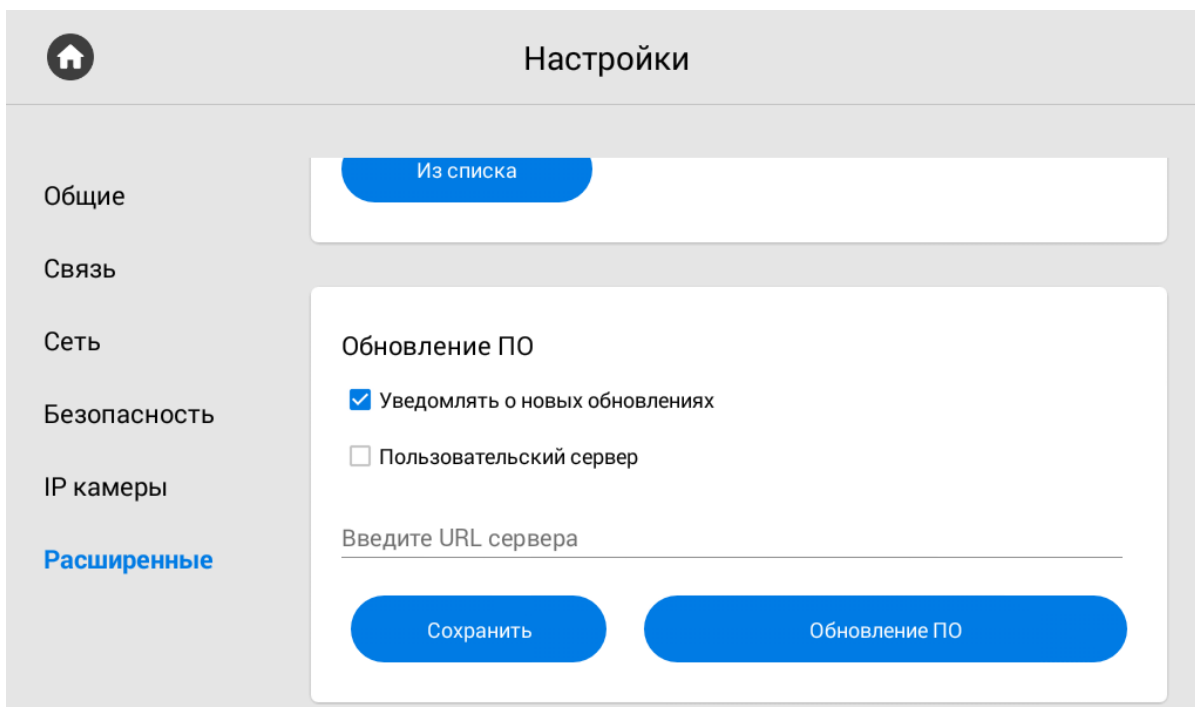 Настройки
Общие
Связь
Сеть
Безопасность
IP камеры
Расширенные
Из списка
Обновление ПО
Уведомлять о новых обновлениях
Пользовательский сервер
Введите URL сервера
Сохранить
Обновление ПО